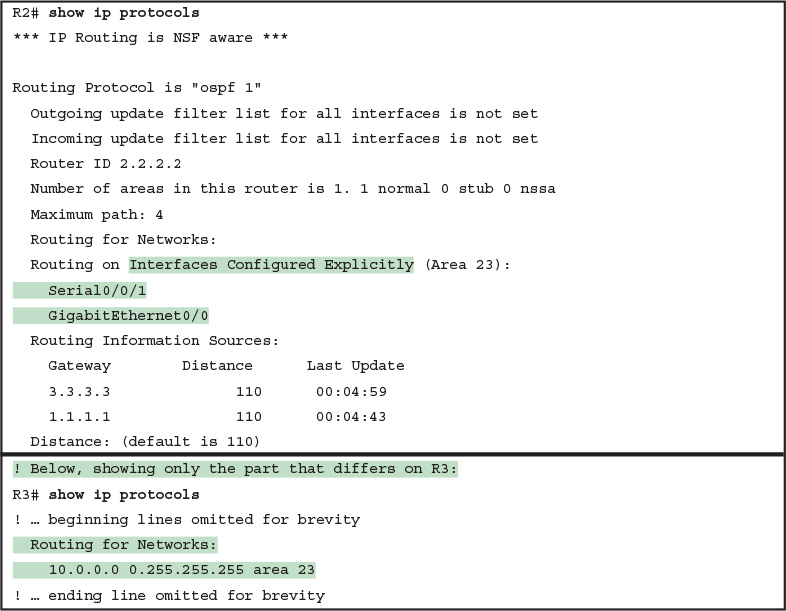 R2# show ip protocols
*** IP Routing is NSF aware ***
Routing Protocol is "ospf 1"
Outgoing update filter list for all interfaces is not set
Incoming update filter list for all interfaces is not set
Router ID 2.2.2.2
Number of areas in this router is 1. 1 normal 0 stub 0 nssa
Maximum path: 4
Routing for Networks:
Routing on Interfaces Configured Explicitly (Area 23):
Serial0/0/1
GigabitEthernet0/0
Routing Information Sources:
Gateway Distance Last Update
3.3.3.3 110 00:04:59
1.1.1.1 110 00:04:43
Distance: (default is 110)
! Below, showing only the part that differs on R3:
R3# show ip protocols
! … beginning lines omitted for brevity
Routing for Networks:
10.0.0.0 0.255.255.255 area 23
! … ending line omitted for brevity